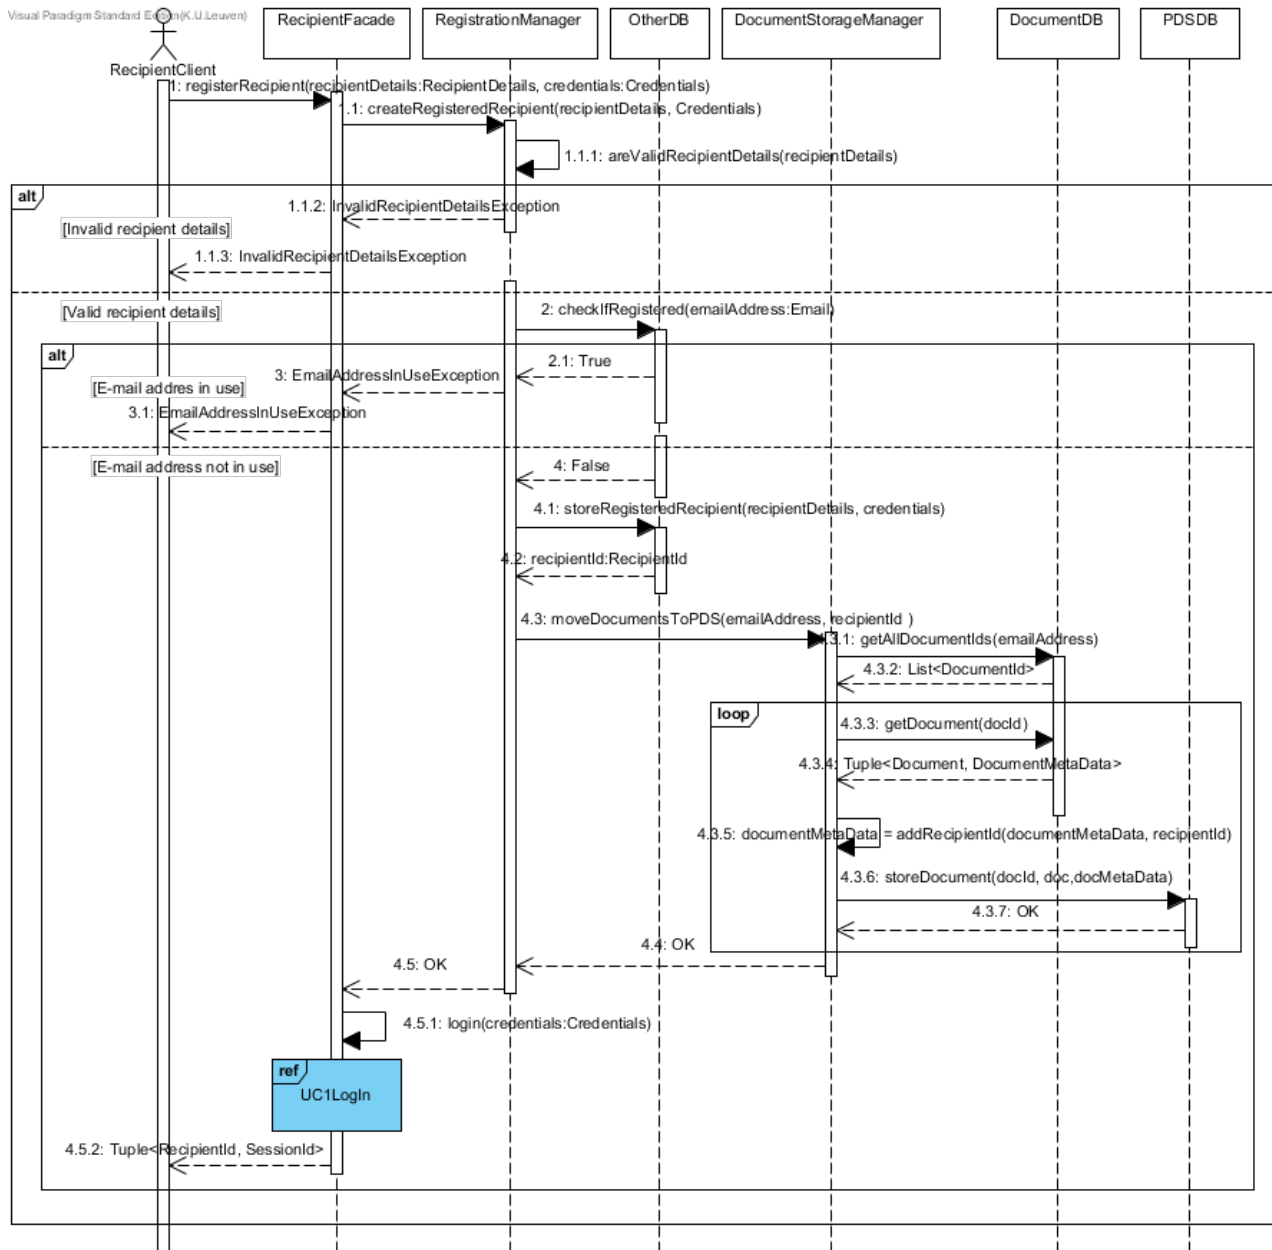 Visual Paradigm Standard Edition(K.U.Leuven)
RecipientFacade
RegistrationManager
OtherDB
DocumentStorageManager
DocumentDB
PDSDB
RecipientClient
1: registerRecipient(recipientDetails:RecipientDetails, credentials:Credentials)
1.1: createRegisteredRecipient(recipientDetails, Credentials)
1.1.1: areValidRecipientDetails(recipientDetails)
alt
1.1.2: InvalidRecipientDetailsException
[Invalid recipient details]
1.1.3: InvalidRecipientDetailsException
[Valid recipient details]
2: checkIfRegistered(emailAddress:Email)
alt
2.1: True
3: EmailAddressInUseException
[E-mail addres in use]
3.1: EmailAddressInUseException
[E-mail address not in use]
4: False
4.1: storeRegisteredRecipient(recipientDetails, credentials)
4.2: recipientId:RecipientId
4.3: moveDocumentsToPDS(emailAddress, recipientId )
4.3.1: getAllDocumentIds(emailAddress)
4.3.2: List<DocumentId>
loop
4.3.3: getDocument(docId)
4.3.4: Tuple<Document, DocumentMetaData>
4.3.5: documentMetaData = addRecipientId(documentMetaData, recipientId)
4.3.6: storeDocument(docId, doc,docMetaData)
4.3.7: OK
4.4: OK
4.5: OK
4.5.1: login(credentials:Credentials)
ref
UC1LogIn
4.5.2: Tuple<RecipientId, SessionId>